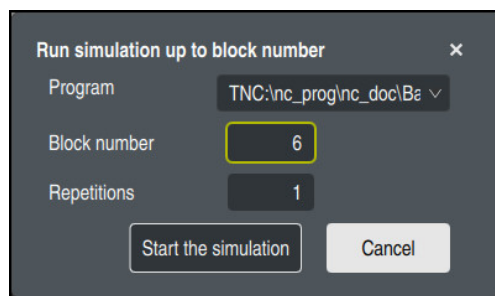 Run simulation up to block number ×
Program TNC:\nc_prog\nc_doc\Ba
Block number 6
Repetitions 1
Start the simulation Cancel